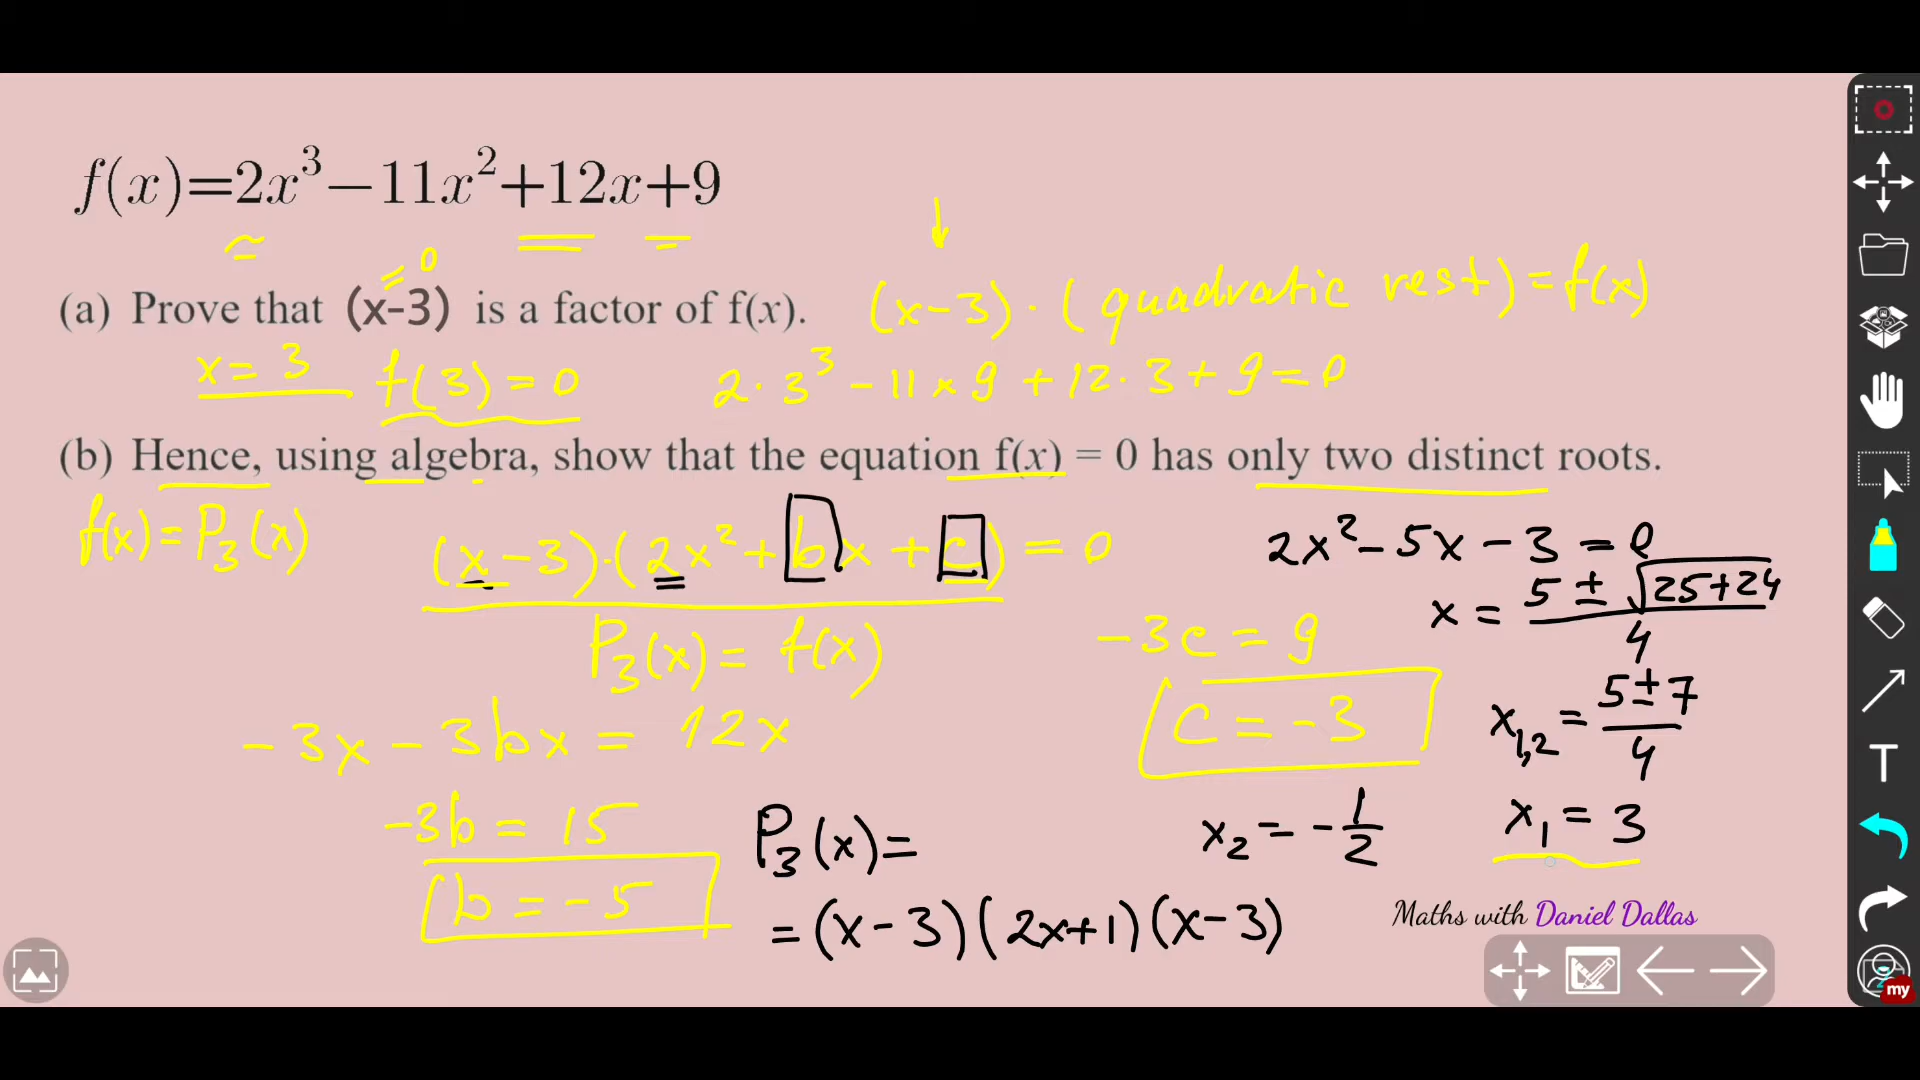 f(x)=2x³−11x²+12x+9
= 0
(a) Prove that (x-3) is a factor of f(x).
(x-3)·(quadratic rest)=f(x)
x=3 f(3)=0 2·3³-11×9+12·3+9=0
(b) Hence, using algebra, show that the equation f(x) = 0 has only two distinct roots.
f(x)=P₃(x) (x-3)·(2x²+bx+c)=0
P₃(x)=f(x)
-3x-3bx=12x
-3b=15
b=-5
-3c=9
c=-3
2x²-5x-3=0
x=5±√25+24
4
x₁,₂=5±7
4
x₁=3
x₂=-1
2
P₃(x)=
=(x-3)(2x+1)(x-3)
Maths with Daniel Dallas
T
my